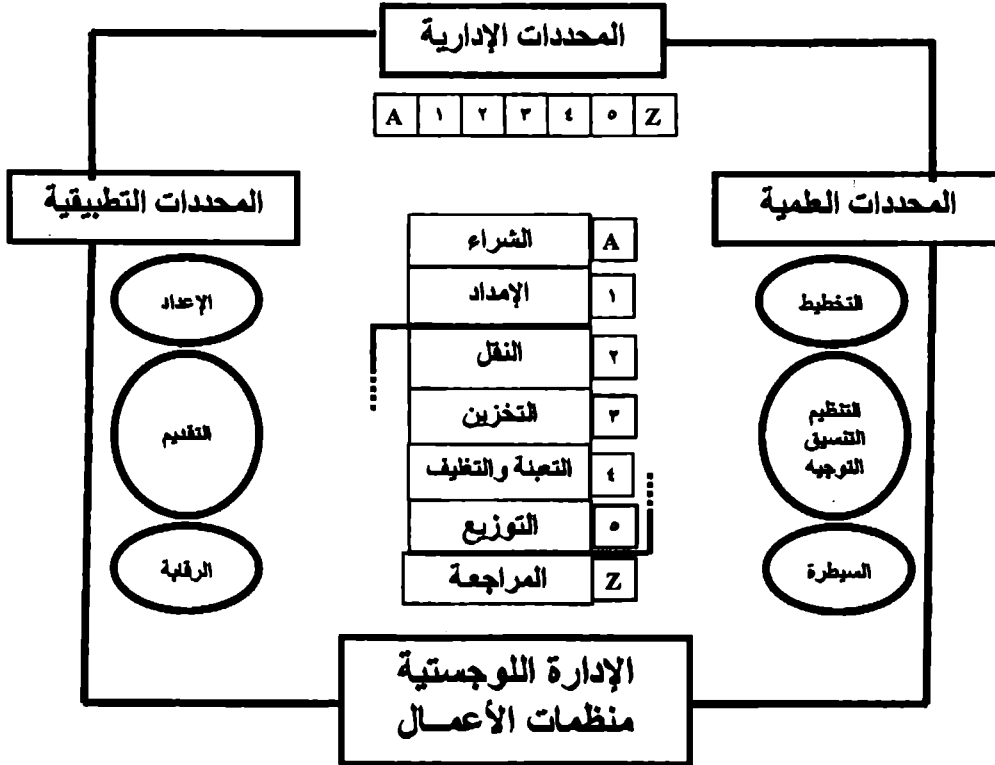 المحددات الإدارية
A ١ ٢ ٣ ٤ ٥ Z
المحددات العلمية
المحددات التطبيقية
A الشراء
١ الإمداد
٢ النقل
٣ التخزين
٤ التعبئة والتغليف
٥ التوزيع
Z المراجعة
التخطيط
التنظيم
التنسيق
التوجيه
السيطرة
الإعداد
التقديم
الرقابة
الإدارة اللوجستية
منظمات الأعمــال